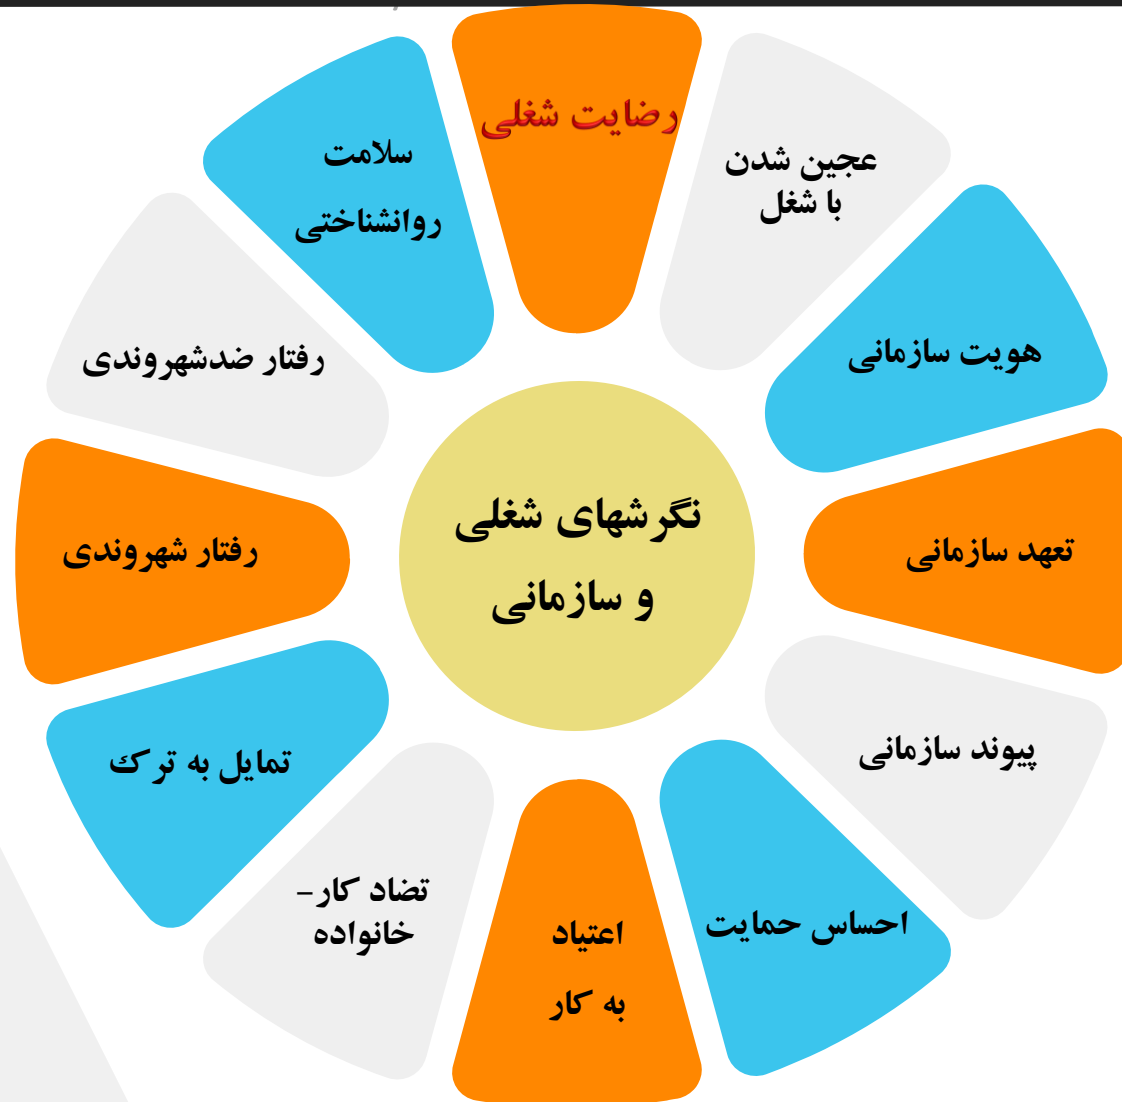 رضایت شغلی
عجین شدن
با شغل
هویت سازمانی
تعهد سازمانی
پیوند سازمانی
احساس حمایت
اعتیاد
به کار
تضاد کار-
خانواده
تمایل به ترک
رفتار شهروندی
رفتار ضدشهروندی
سلامت
روانشناختی
نگرشهای شغلی
و سازمانی